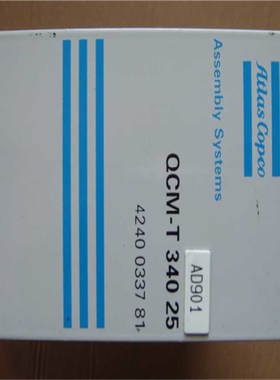 Atlas Copco
Assembly Systems
QCM-T 340 25
4240 0337 81
AD901